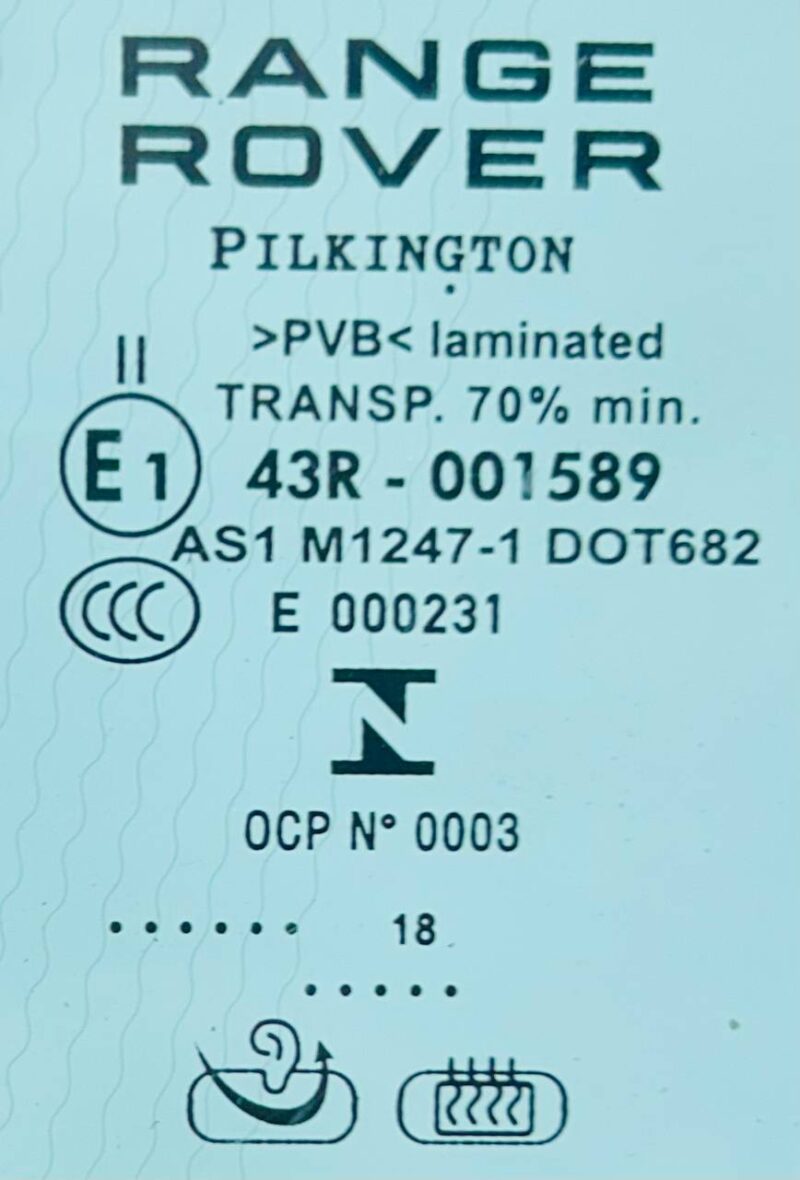 RANGE
ROVER
PILKINGTON
>PVB< laminated
II
TRANSP. 70% min.
E1 43R - 001589
AS1 M1247-1 DOT682
CCC E 000231
N
OCP N° 0003
...... 18
.....